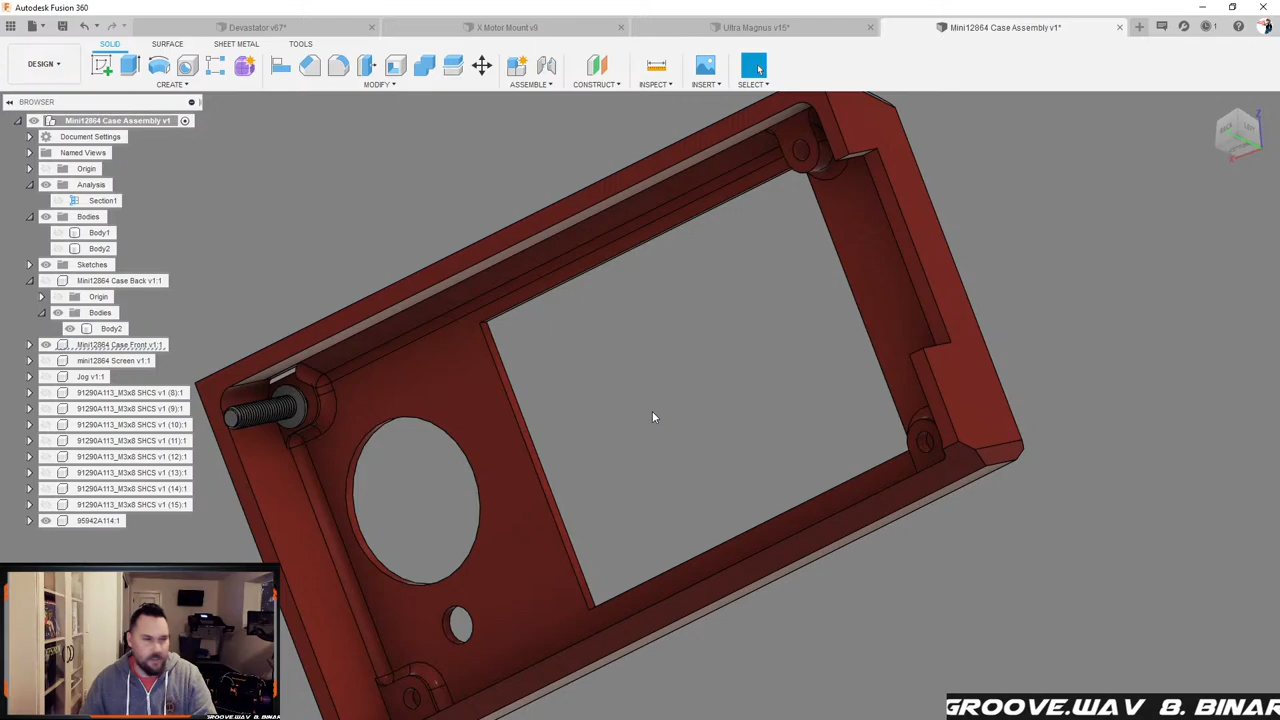 Autodesk Fusion 360
Devastator v67*
X Motor Mount v9
Ultra Magnus v15*
Mini12864 Case Assembly v1*
1
SOLID
SURFACE
SHEET METAL
TOOLS
DESIGN
CREATE
MODIFY
ASSEMBLE
CONSTRUCT
INSPECT
INSERT
SELECT
BROWSER
Mini12864 Case Assembly v1
Document Settings
Named Views
Origin
Analysis
Section1
Bodies
Body1
Body2
Sketches
Mini12864 Case Back v1:1
Origin
Bodies
Body2
Mini12864 Case Front v1:1
mini12864 Screen v1:1
Jog v1:1
91290A113_M3x8 SHCS v1 (8):1
91290A113_M3x8 SHCS v1 (9):1
91290A113_M3x8 SHCS v1 (10):1
91290A113_M3x8 SHCS v1 (11):1
91290A113_M3x8 SHCS v1 (12):1
91290A113_M3x8 SHCS v1 (13):1
91290A113_M3x8 SHCS v1 (14):1
91290A113_M3x8 SHCS v1 (15):1
95942A114:1
BACK
LEFT
Z
X
GROOVE.WAV 8. BINAR